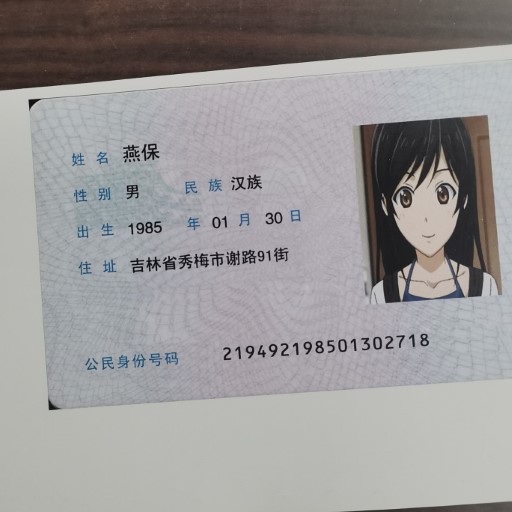 姓名 燕保
性别 男 民族 汉族
出生 1985 年 01 月 30 日
住址 吉林省秀梅市谢路91街
公民身份号码 219492198501302718